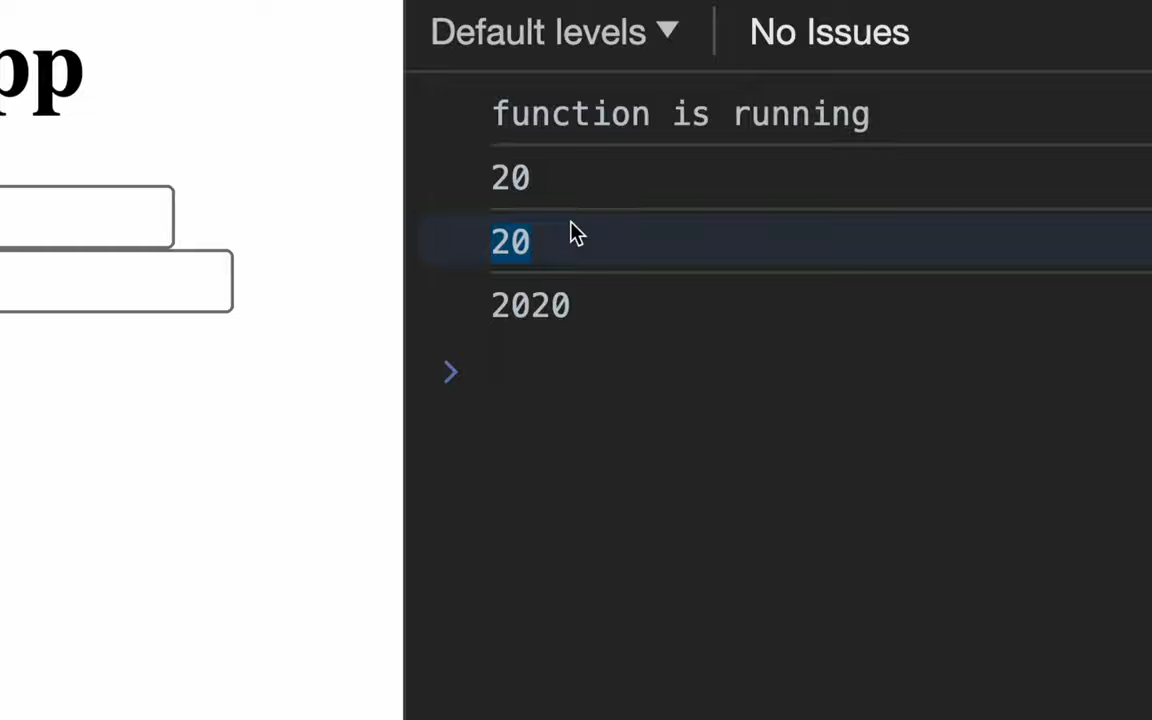 pp
Default levels ▼ No Issues
function is running
20
20
2020